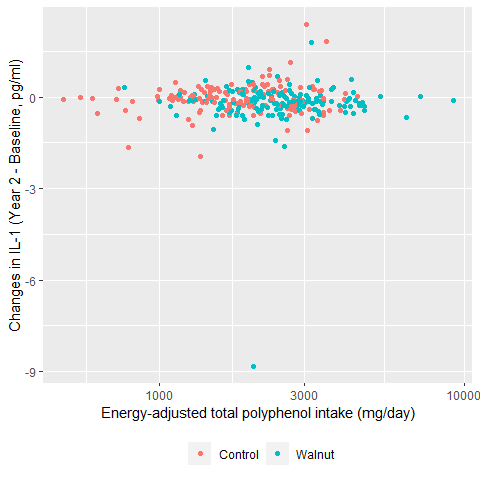 Changes in IL-1 (Year 2 - Baseline, pg/ml)
0
-3
-6
-9
1000
3000
10000
Energy-adjusted total polyphenol intake (mg/day)
Control
Walnut